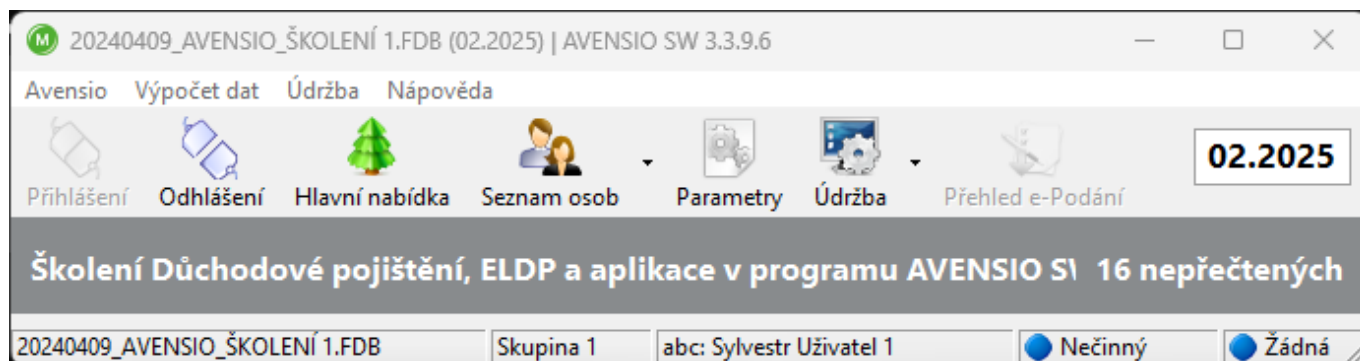 M 20240409_AVENSIO_ŠKOLENÍ 1.FDB (02.2025) | AVENSIO SW 3.3.9.6
Avensio Výpočet dat Údržba Nápověda
Přihlášení Odhlášení Hlavní nabídka Seznam osob Parametry Údržba Přehled e-Podání 02.2025
Školení Důchodové pojištění, ELDP a aplikace v programu AVENSIO 16 nepřečtených
20240409_AVENSIO_ŠKOLENÍ 1.FDB Skupina 1 abc: Sylvestr Uživatel 1 Nečinný Žádná